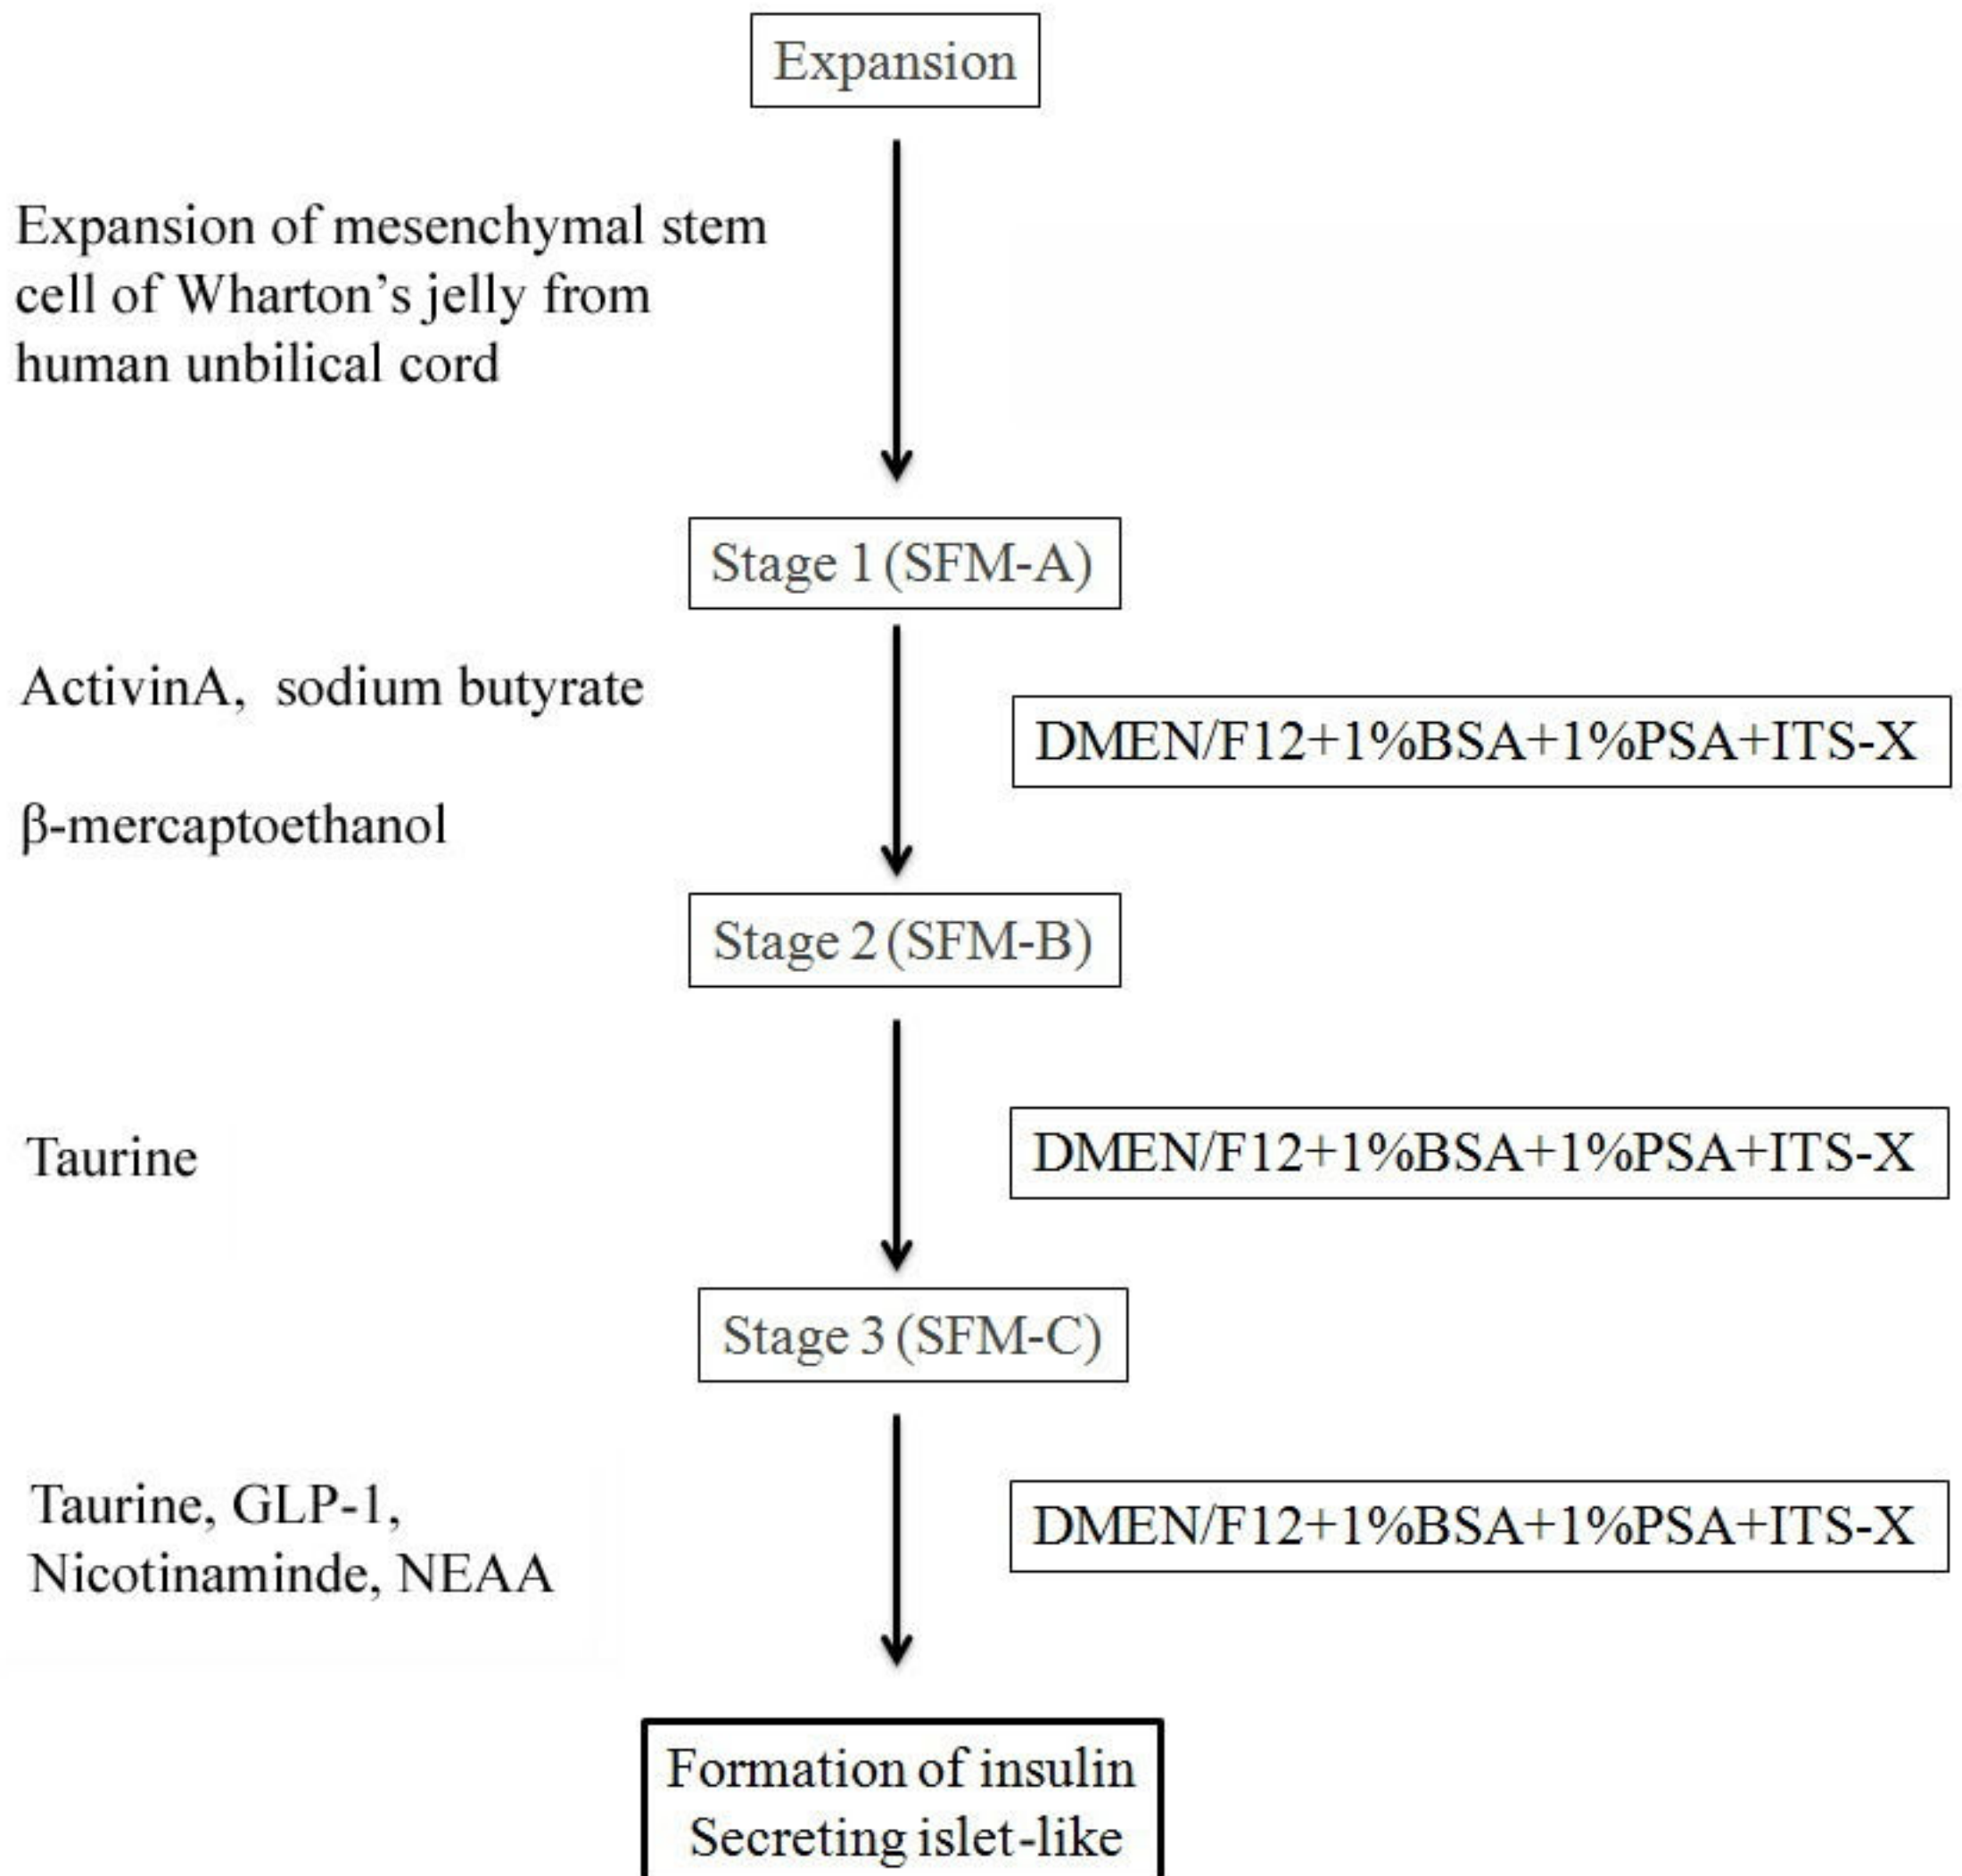 Expansion
Expansion of mesenchymal stem
cell of Wharton’s jelly from
human unbilical cord
Stage 1 (SFM-A)
ActivinA, sodium butyrate
DMEN/F12+1%BSA+1%PSA+ITS-X
β-mercaptoethanol
Stage 2 (SFM-B)
Taurine
DMEN/F12+1%BSA+1%PSA+ITS-X
Stage 3 (SFM-C)
Taurine, GLP-1,
Nicotinaminde, NEAA
DMEN/F12+1%BSA+1%PSA+ITS-X
Formation of insulin
Secreting islet-like